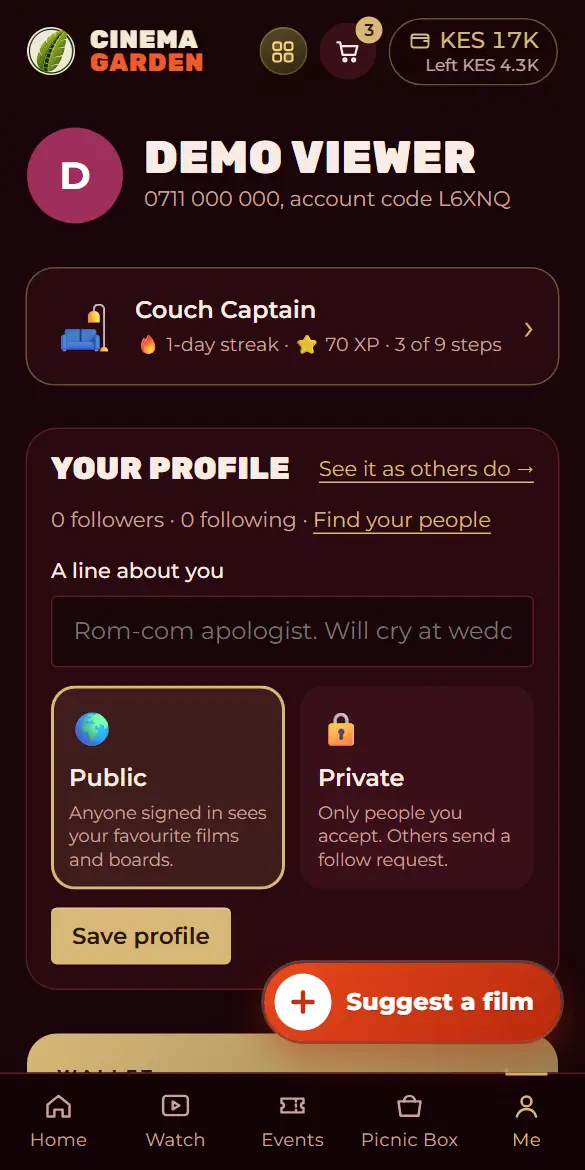 CINEMA
GARDEN
3
KES 17K
Left KES 4.3K
D
DEMO VIEWER
0711 000 000, account code L6XNQ
Couch Captain
1-day streak · 70 XP · 3 of 9 steps
YOUR PROFILE
See it as others do →
0 followers · 0 following · Find your people
A line about you
Rom-com apologist. Will cry at
Public
Anyone signed in sees
your favourite films
and boards.
Private
Only people you
accept. Others send a
follow request.
Save profile
Suggest a film
Home
Watch
Events
Picnic Box
Me